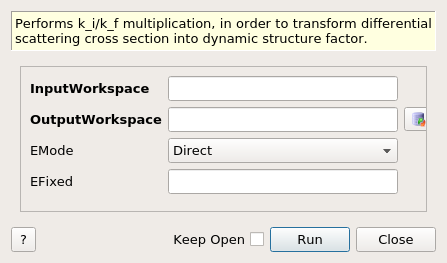 Performs k_i/k_f multiplication, in order to transform differential
scattering cross section into dynamic structure factor.
InputWorkspace
OutputWorkspace
EMode Direct
EFixed
? Keep Open Run Close